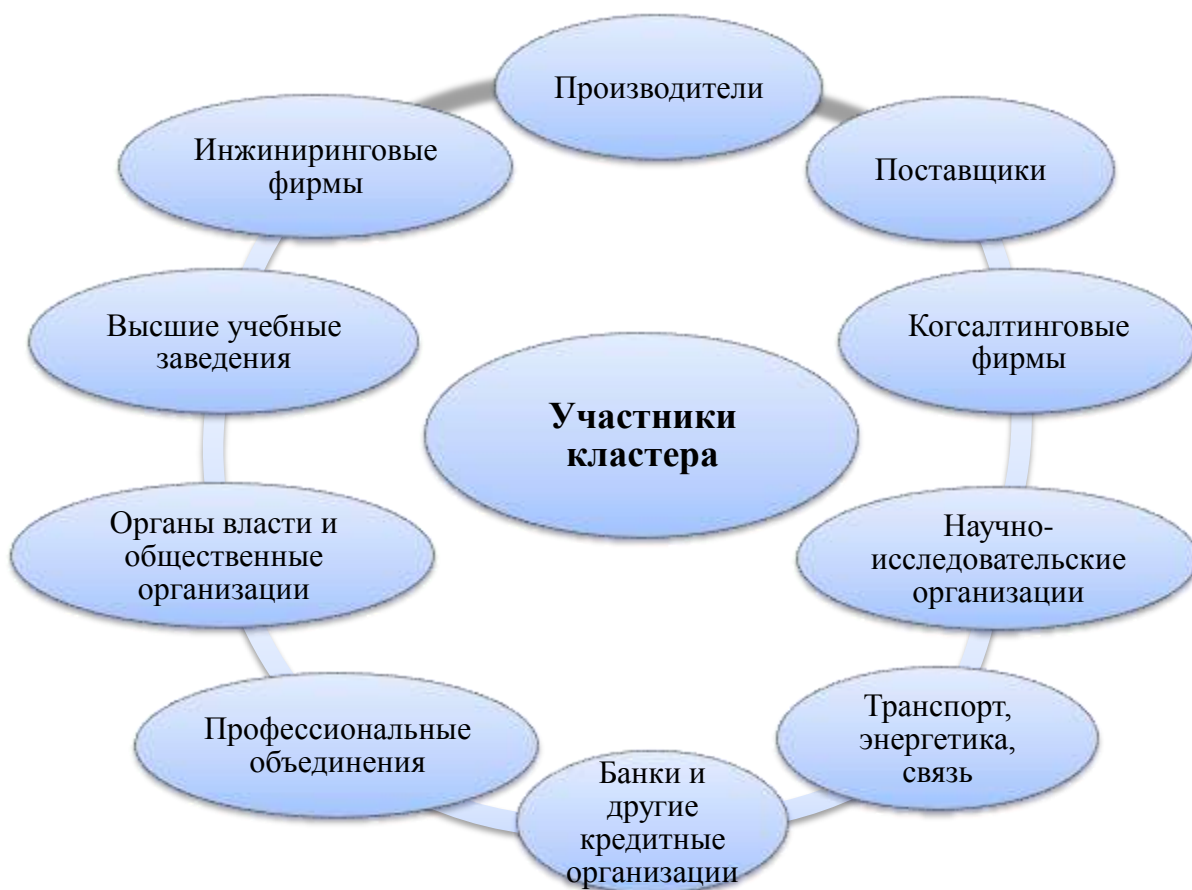 Производители
Поставщики
Когсалтинговые
фирмы
Научно-
исследовательские
организации
Транспорт,
энергетика,
связь
Банки и
другие
кредитные
организации
Профессиональные
объединения
Органы власти и
общественные
организации
Высшие учебные
заведения
Инжиниринговые
фирмы
Участники
кластера